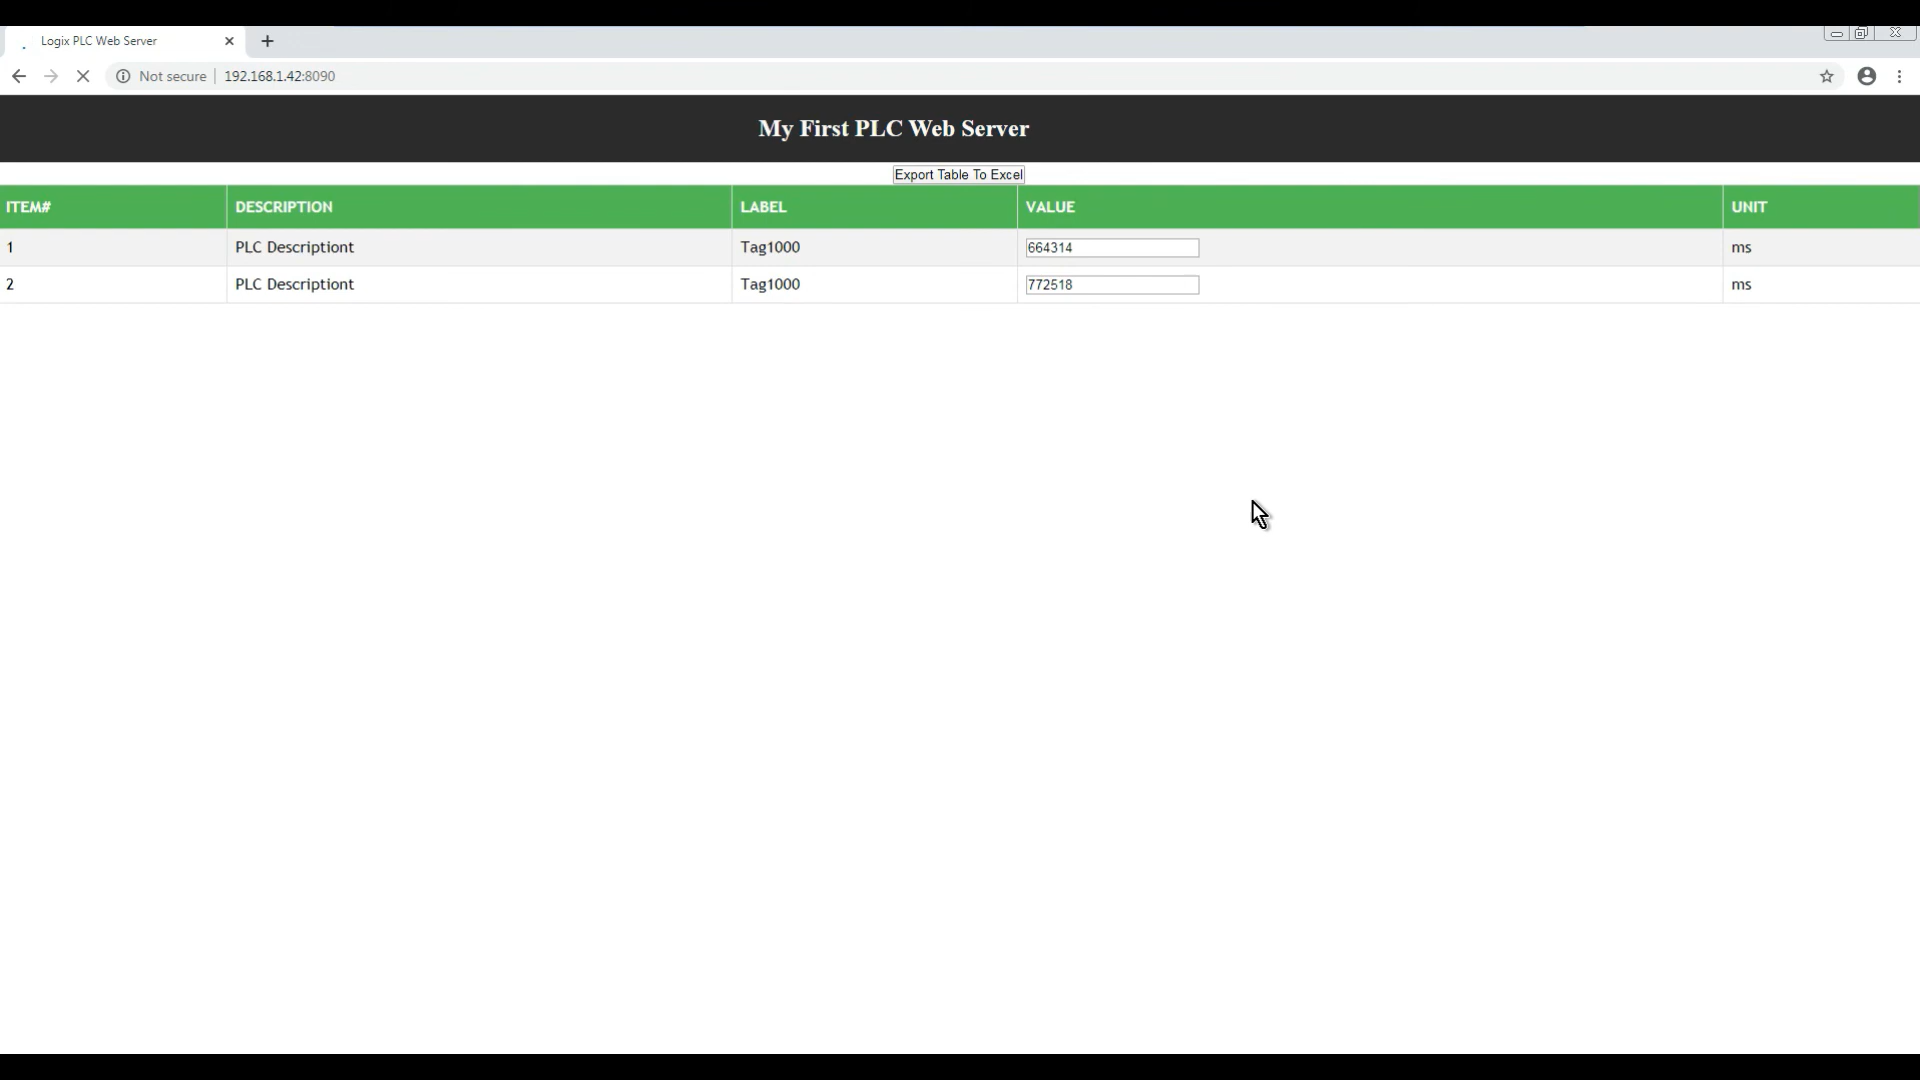 Logix PLC Web Server
Not secure 192.168.1.42:8090
My First PLC Web Server
Export Table To Excel
ITEM# DESCRIPTION LABEL VALUE UNIT
1 PLC Descriptiont Tag1000 664314 ms
2 PLC Descriptiont Tag1000 772518 ms